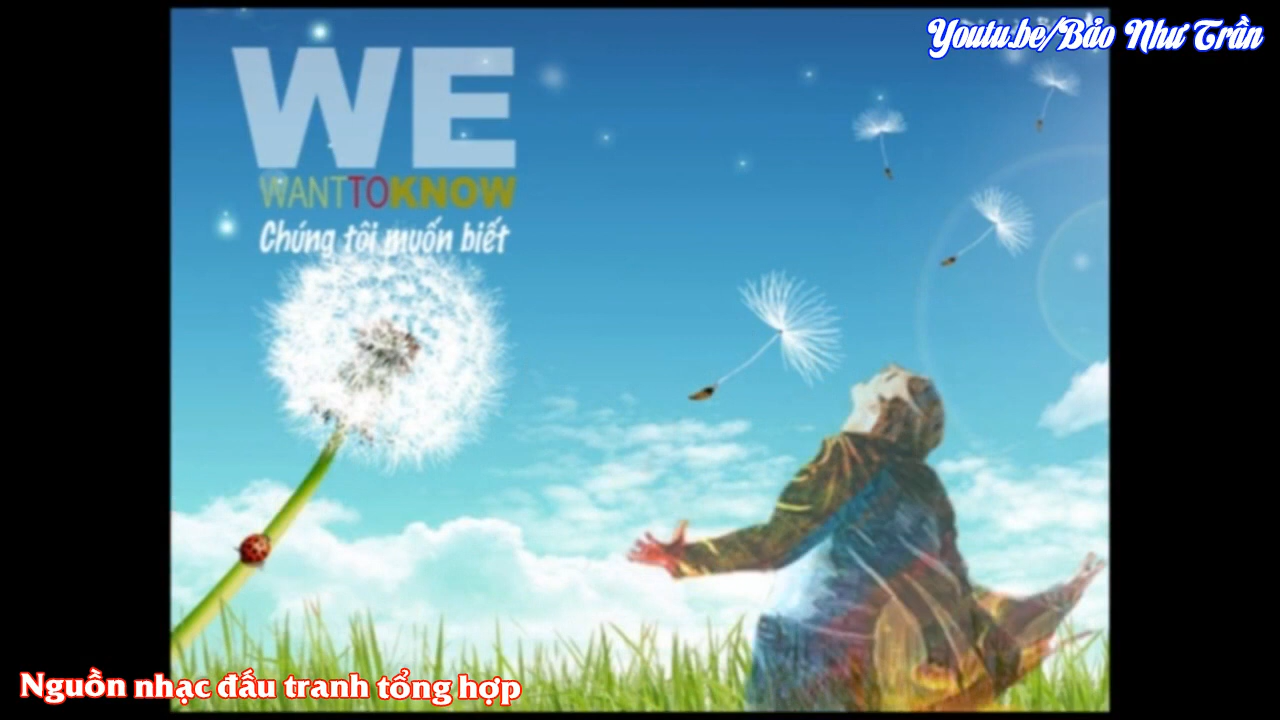 Youtu.be/Bảo Như Trần
WE
WANTTOKNOW
Chúng tôi muốn biết
Nguồn nhạc đấu tranh tổng hợp